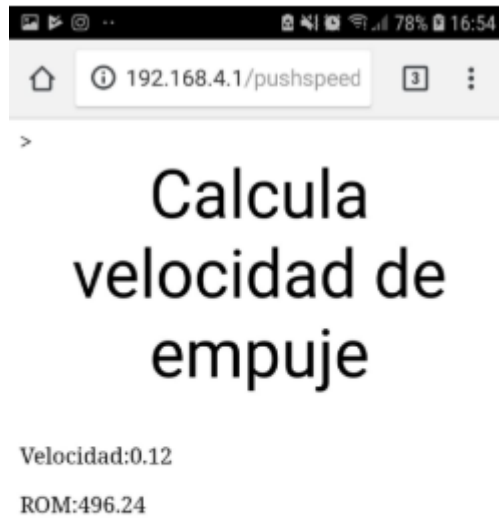 78% 16:54
192.168.4.1/pushspeed 3
>
Calcula
velocidad de
empuje
Velocidad:0.12
ROM:496.24